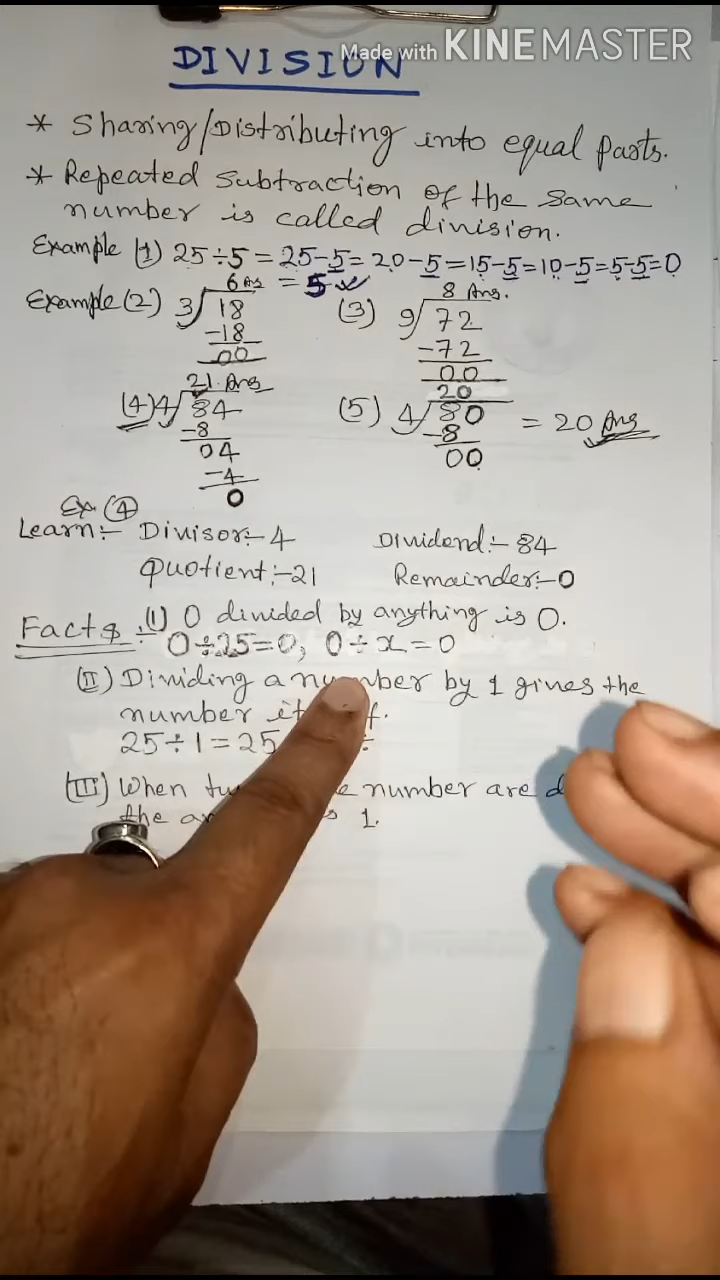 Made with KINEMASTER
DIVISION
* Sharing/Distributing into equal parts.
* Repeated subtraction of the same
number is called division.
Example (1) 25÷5 = 25-5= 20-5=15-5=10-5=5-5=0
= 5
Example (2) 3 18 6 Ans
-18
00
(3) 9 72 8 Ans.
-72
00
(4) 4 84 21 Ans
-8
04
-4
0
(5) 4 80 20 = 20 Ans
-8
00
Ex. (4)
Learn:- Divisor:-4 Dividend:-84
Quotient:-21 Remainder:-0
Facts:- (I) 0 divided by anything is 0.
0÷25=0, 0÷x=0
(II) Dividing a number by 1 gives the
number
25÷1=25 ÷
(III) When number are
the 1.